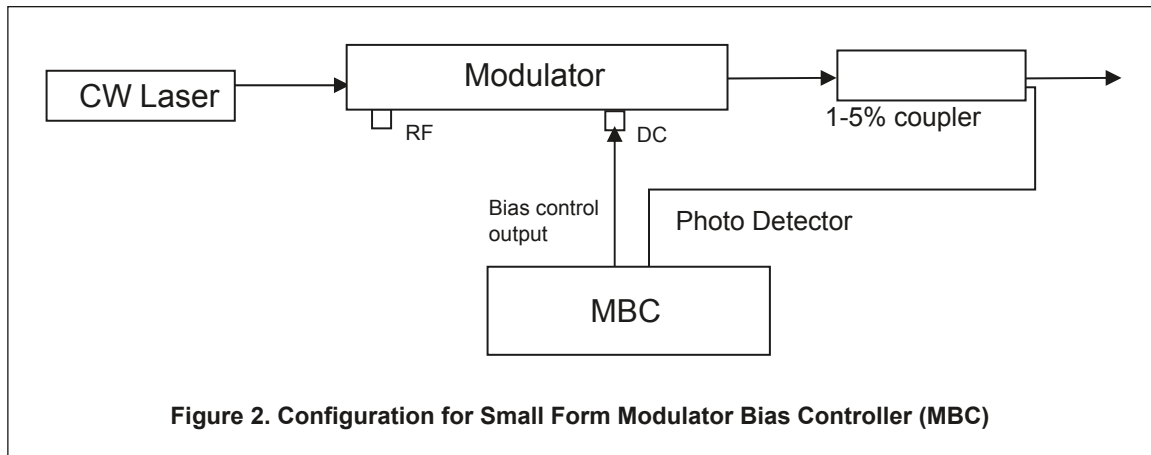 CW Laser
Modulator
1-5% coupler
RF
DC
Bias control
output
Photo Detector
MBC
Figure 2. Configuration for Small Form Modulator Bias Controller (MBC)